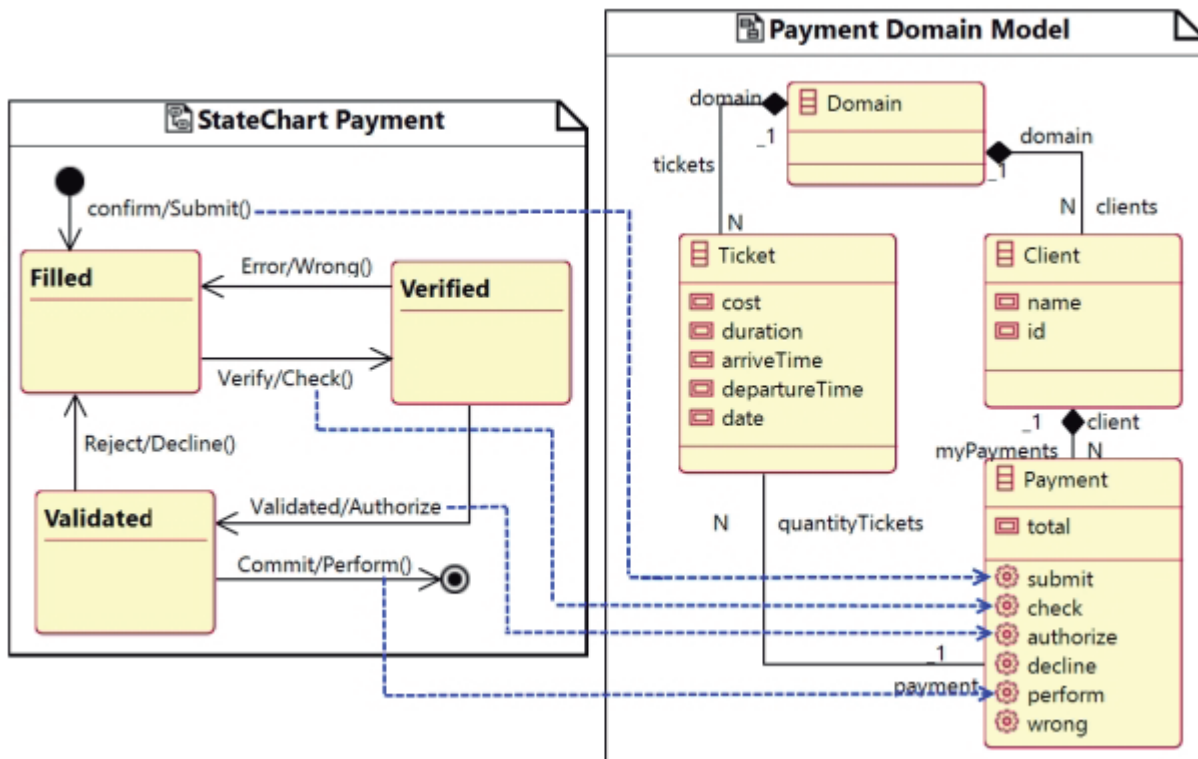 Payment Domain Model
domain
Domain
_1
domain
_1
tickets
N
N
clients
StateChart Payment
confirm/Submit()
Filled
Error/Wrong()
Verified
Verify/Check()
Reject/Decline()
Validated
Validated/Authorize
Commit/Perform()
Ticket
cost
duration
arriveTime
departureTime
date
Client
name
id
_1
client
myPayments
N
Payment
total
N
quantityTickets
submit
check
authorize
_1
decline
payment
perform
wrong